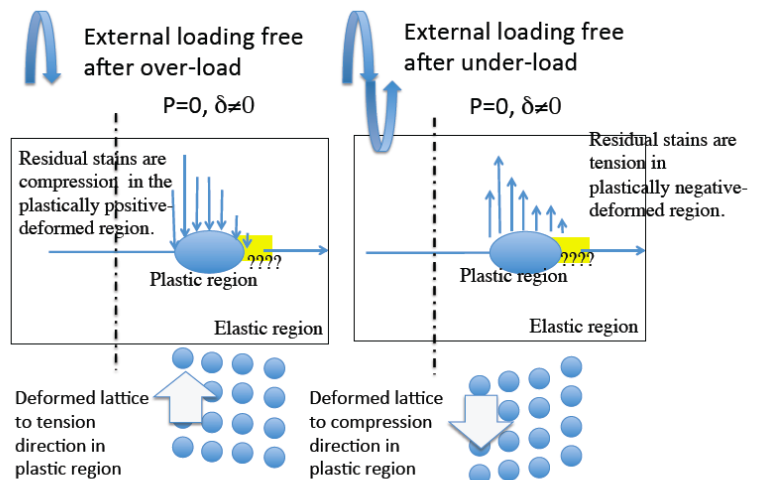 External loading free
after over-load
P=0, δ≠0
Residual stains are
compression in the
plastically positive-
deformed region.
????
Plastic region
Elastic region
Deformed lattice
to tension
direction in
plastic region
External loading free
after under-load
P=0, δ≠0
Residual stains are
tension in
plastically negative-
deformed region.
????
Plastic region
Elastic region
Deformed lattice
to compression
direction in
plastic region